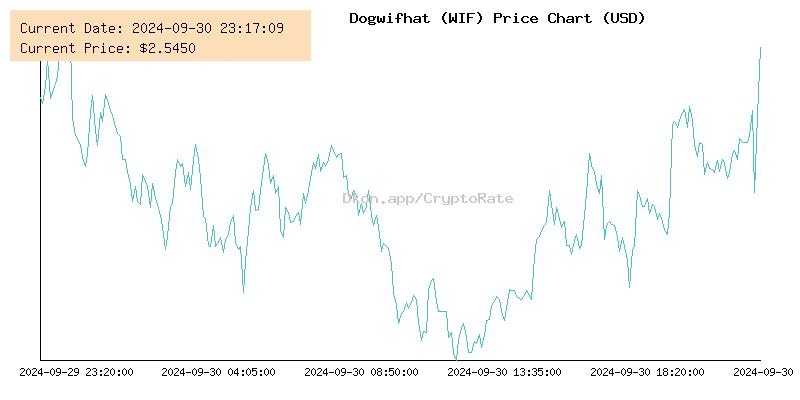 Dogwifhat (WIF) Price Chart (USD)
Current Date: 2024-09-30 23:17:09
Current Price: $2.5450
Dkdn.app/CryptoRate
2024-09-29 23:20:00
2024-09-30 04:05:00
2024-09-30 08:50:00
2024-09-30 13:35:00
2024-09-30 18:20:00
2024-09-30